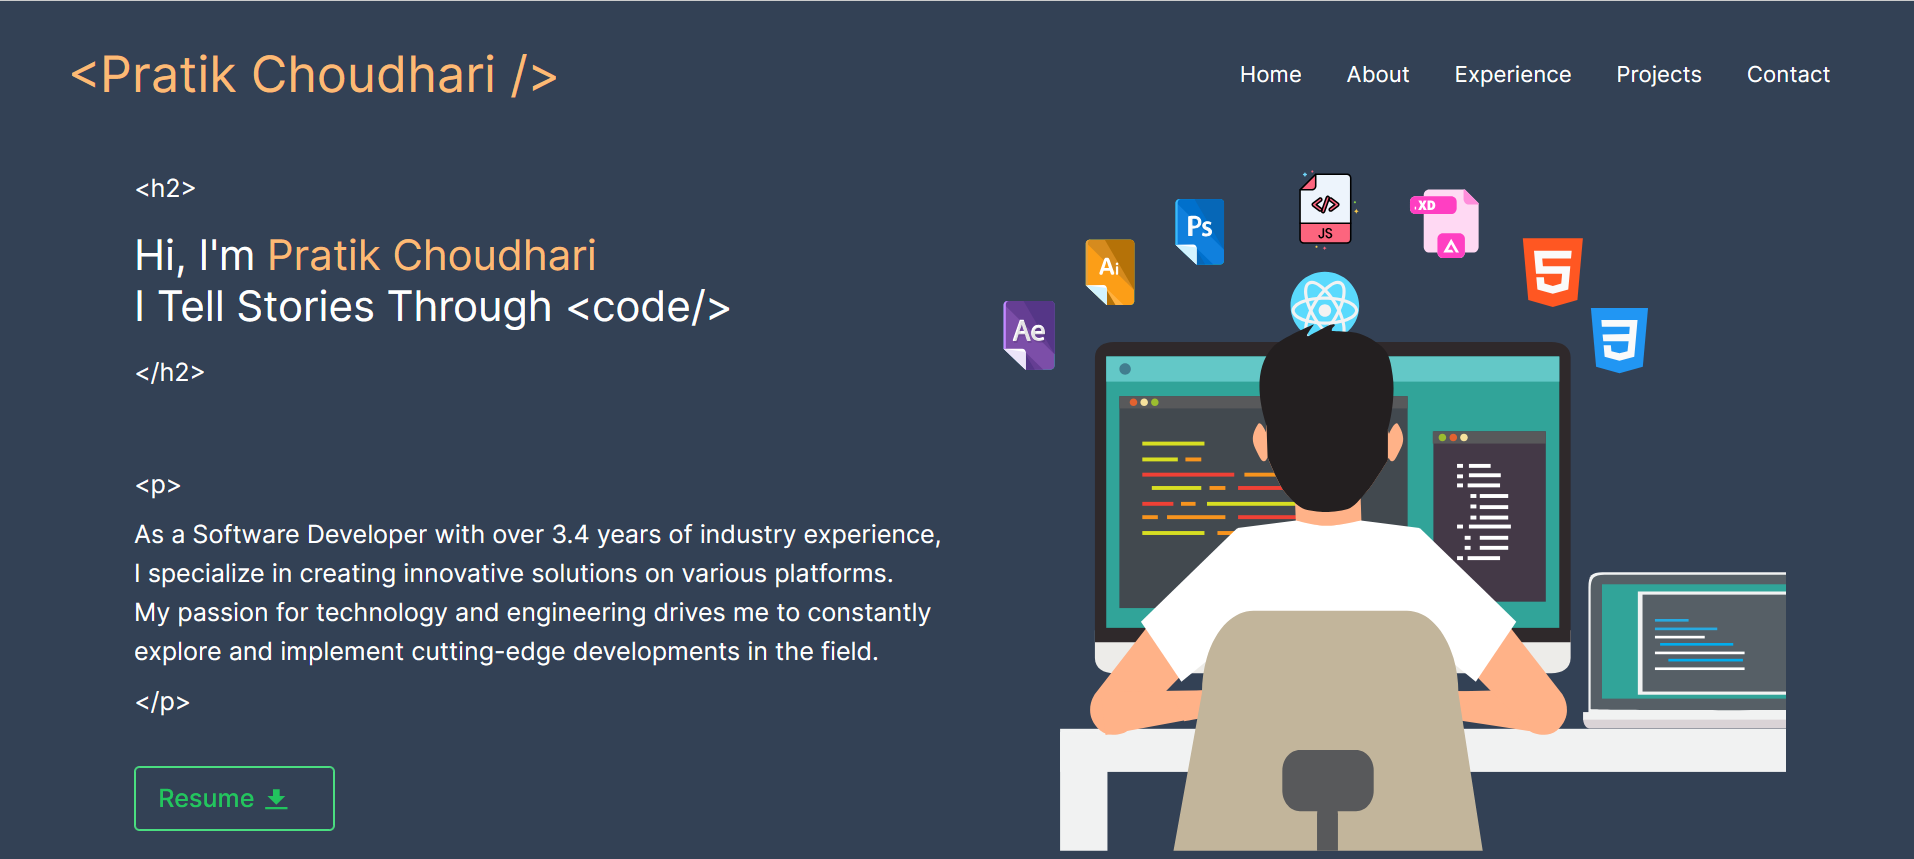 <Pratik Choudhari />
Home About Experience Projects Contact
<h2>
Hi, I'm Pratik Choudhari
I Tell Stories Through <code/>
</h2>
<p>
As a Software Developer with over 3.4 years of industry experience,
I specialize in creating innovative solutions on various platforms.
My passion for technology and engineering drives me to constantly
explore and implement cutting-edge developments in the field.
</p>
Resume
Ae
Ai
Ps
</>
JS
.XD
5
3